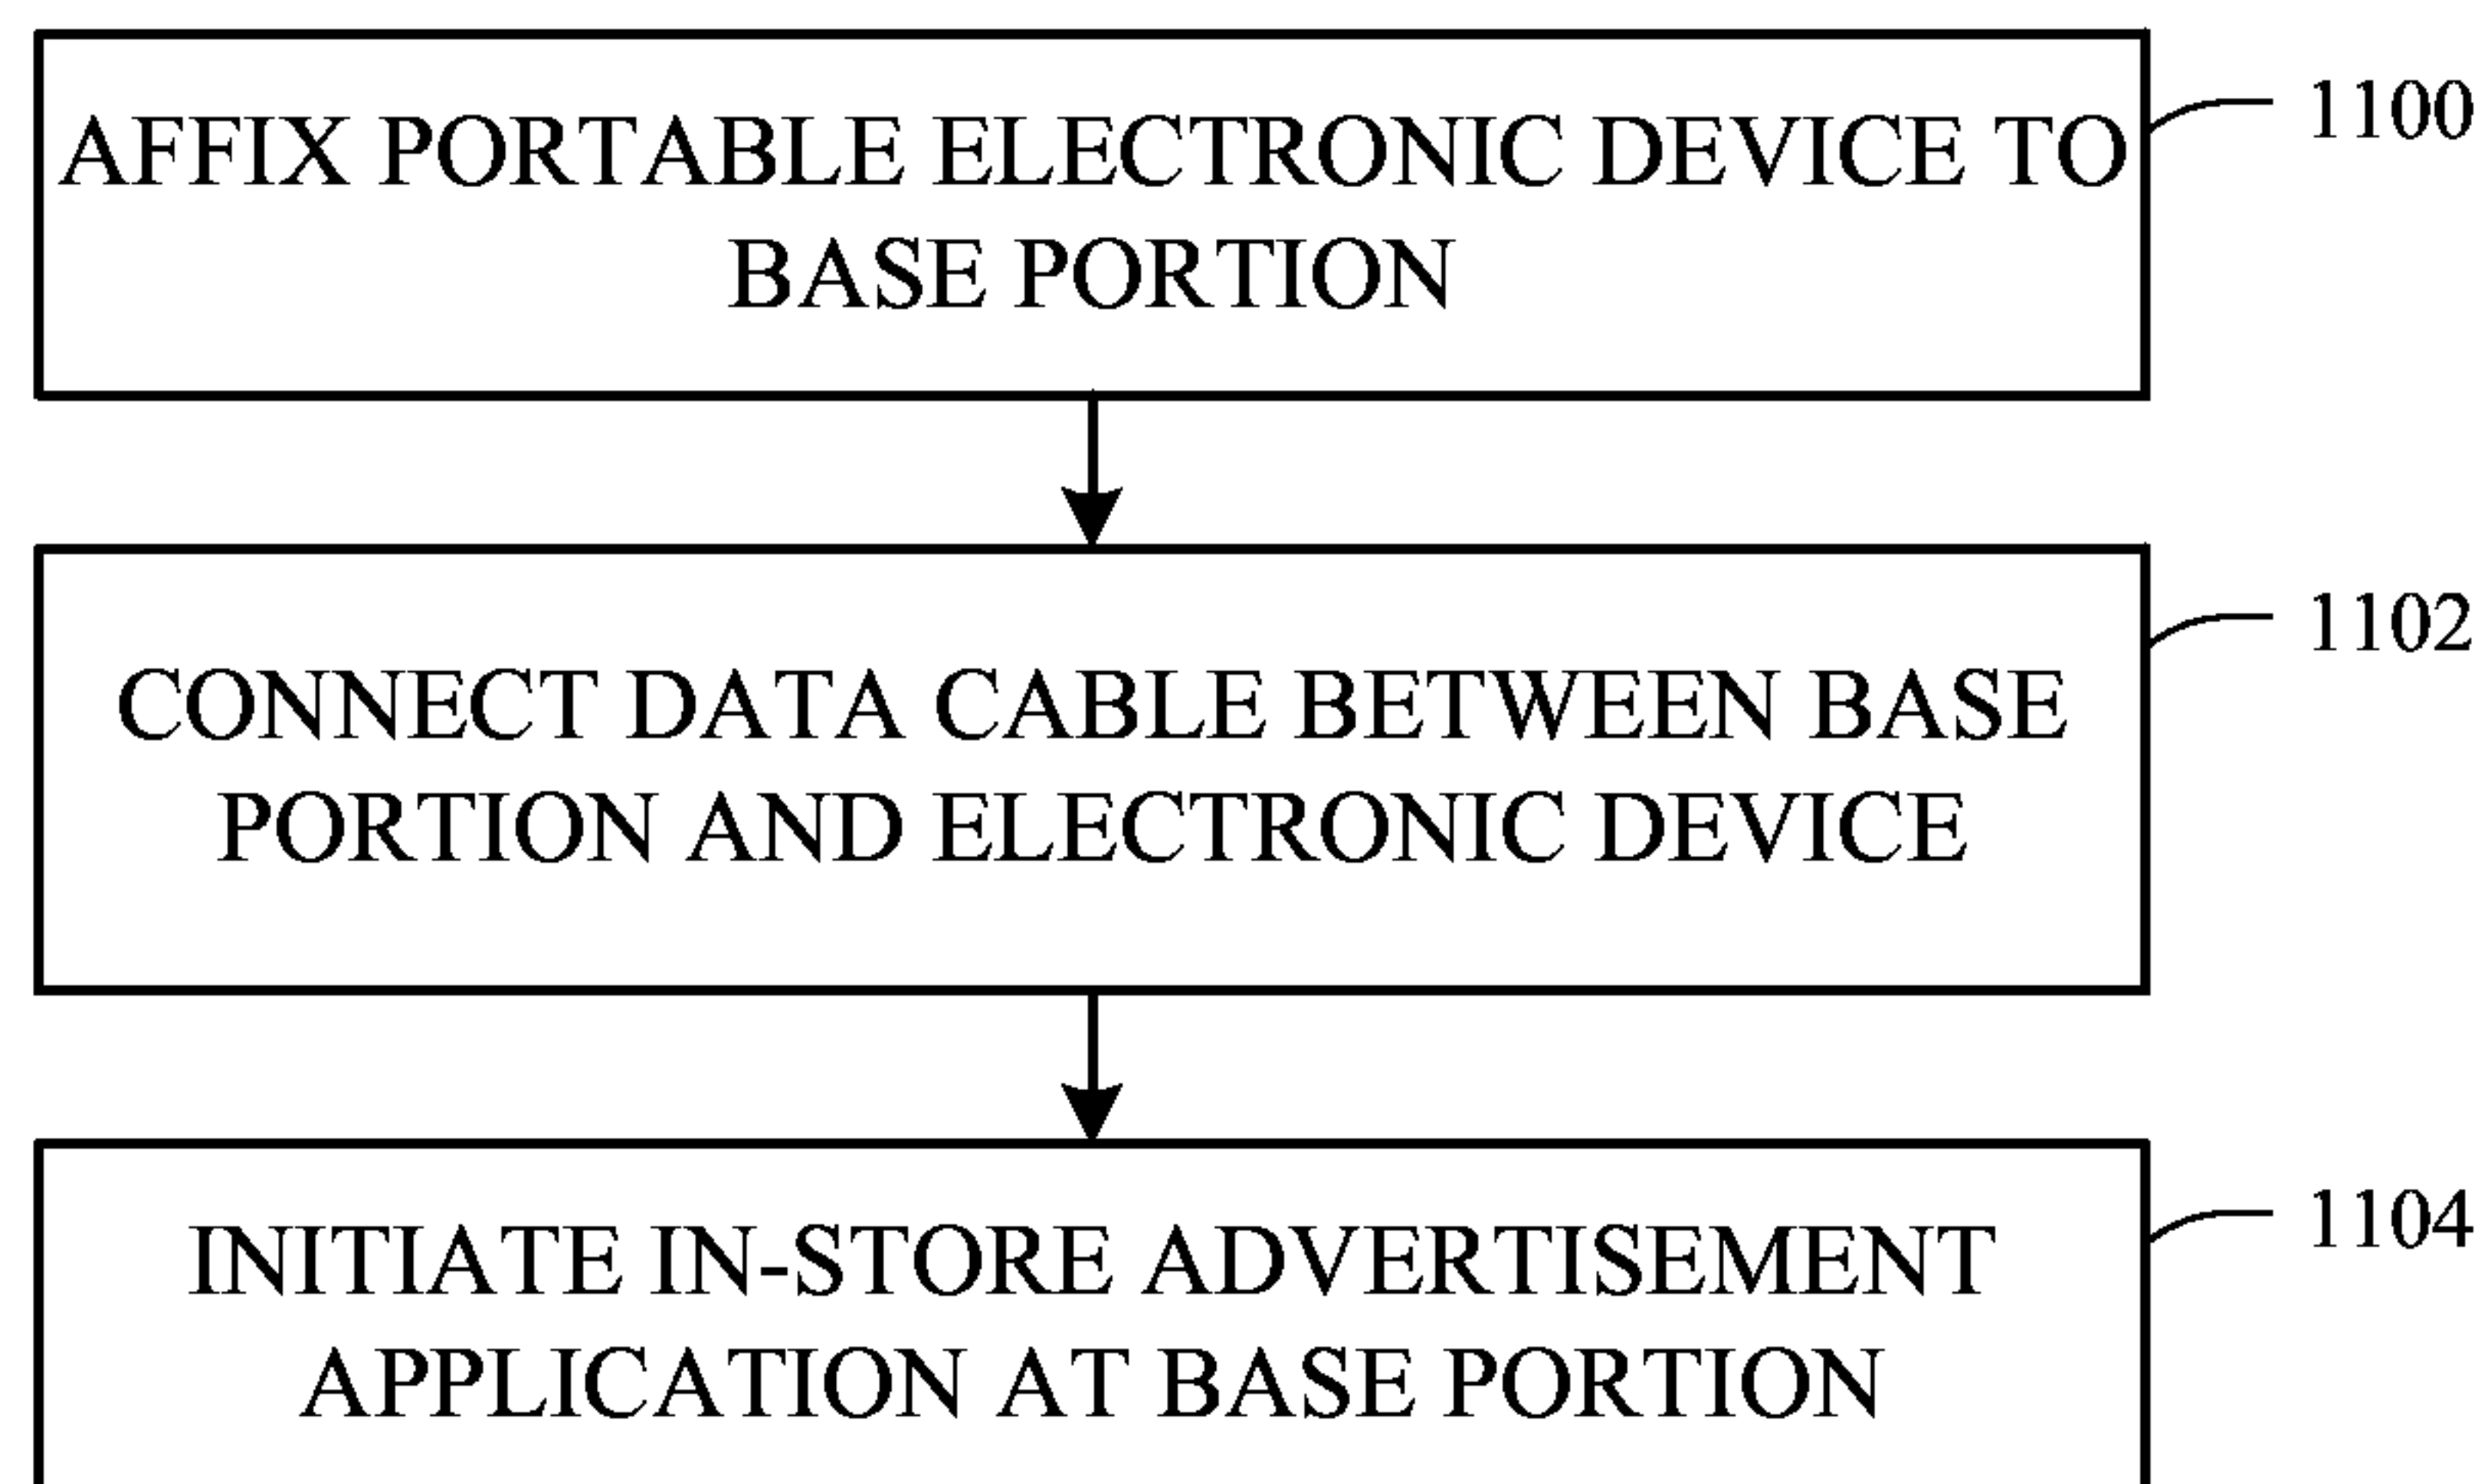 AFFIX PORTABLE ELECTRONIC DEVICE TO
BASE PORTION
1100
CONNECT DATA CABLE BETWEEN BASE
PORTION AND ELECTRONIC DEVICE
1102
INITIATE IN-STORE ADVERTISEMENT
APPLICATION AT BASE PORTION
1104